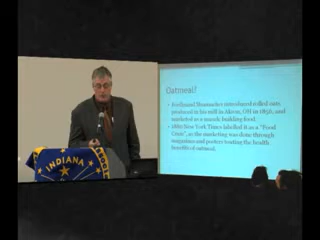 Oatmeal?
Ferdinand Shumacher introduced rolled oats,
produced in his mill in Akron, OH in 1856, and
marketed as a muscle building food.
1880 New York Times labelled it as a "Food
Craze", as the marketing was done through
magazines and posters touting the health
benefits of oatmeal.
INDIANA